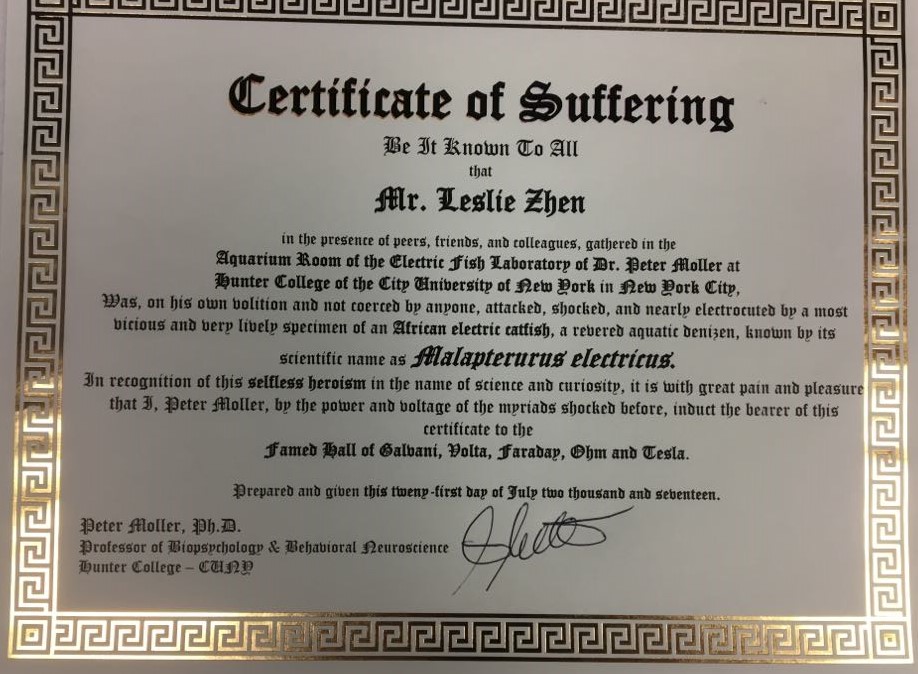 Certificate of Suffering
Be It Known To All
that
Mr. Leslie Zhen
in the presence of peers, friends, and colleagues, gathered in the
Aquarium Room of the Electric Fish Laboratory of Dr. Peter Moller at
Hunter College of the City University of New York in New York City,
Was, on his own volition and not coerced by anyone, attacked, shocked, and nearly electrocuted by a most
vicious and very lively specimen of an African electric catfish, a revered aquatic denizen, known by its
scientific name as Malapterurus electricus.
In recognition of this selfless heroism in the name of science and curiosity, it is with great pain and pleasure
that I, Peter Moller, by the power and voltage of the myriads shocked before, induct the bearer of this
certificate to the
Famed Hall of Galvani, Volta, Faraday, Ohm and Tesla.
Prepared and given this tweny-first day of July two thousand and seventeen.
Peter Moller, Ph.D.
Professor of Biopsychology & Behavioral Neuroscience
Hunter College – CUNY